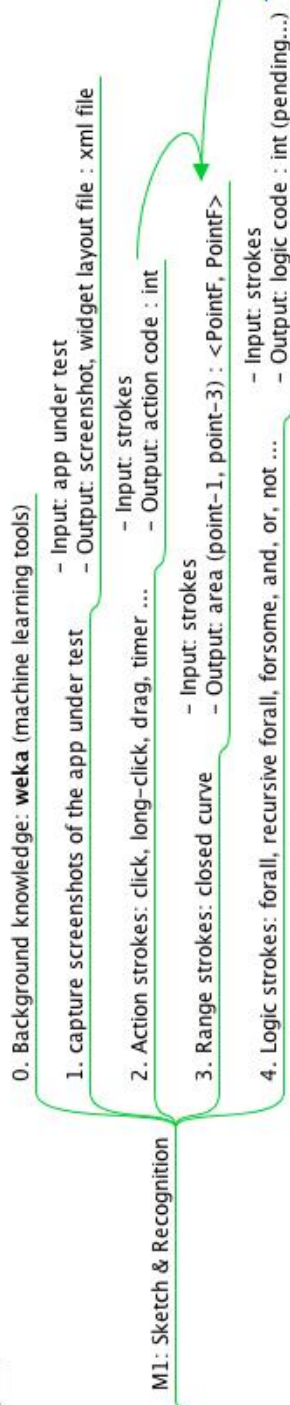 M1: Sketch & Recognition
0. Background knowledge: weka (machine learning tools)
1. capture screenshots of the app under test
- Input: app under test
- Output: screenshot, widget layout file : xml file
2. Action strokes: click, long-click, drag, timer ...
- Input: strokes
- Output: action code : int
3. Range strokes: closed curve
- Input: strokes
- Output: area (point-1, point-3) : <PointF, PointF>
4. Logic strokes: forall, recursive forall, forsome, and, or, not ...
- Input: strokes
- Output: logic code : int (pending...)